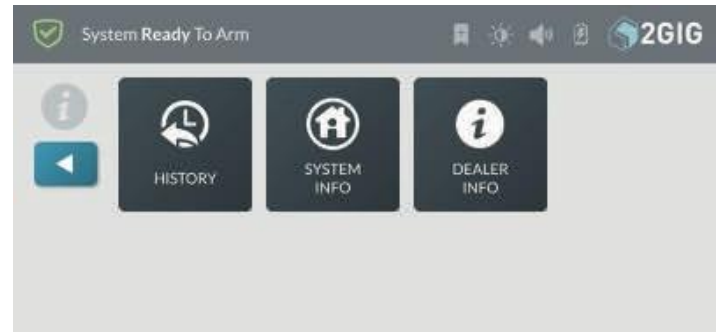 System Ready To Arm
2GIG
HISTORY
SYSTEM
INFO
DEALER
INFO